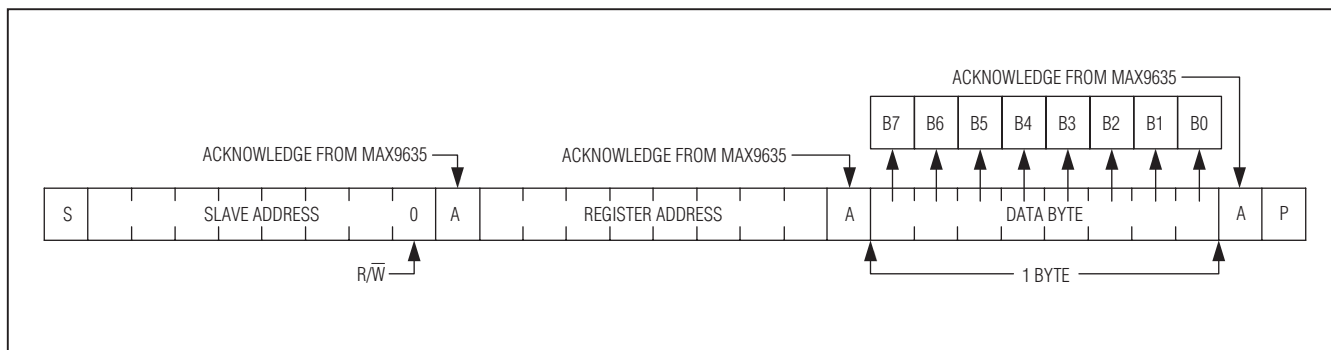 ACKNOWLEDGE FROM MAX9635
B7 B6 B5 B4 B3 B2 B1 B0
ACKNOWLEDGE FROM MAX9635 ACKNOWLEDGE FROM MAX9635
S SLAVE ADDRESS 0 A REGISTER ADDRESS A DATA BYTE A P
R/W̅ 1 BYTE